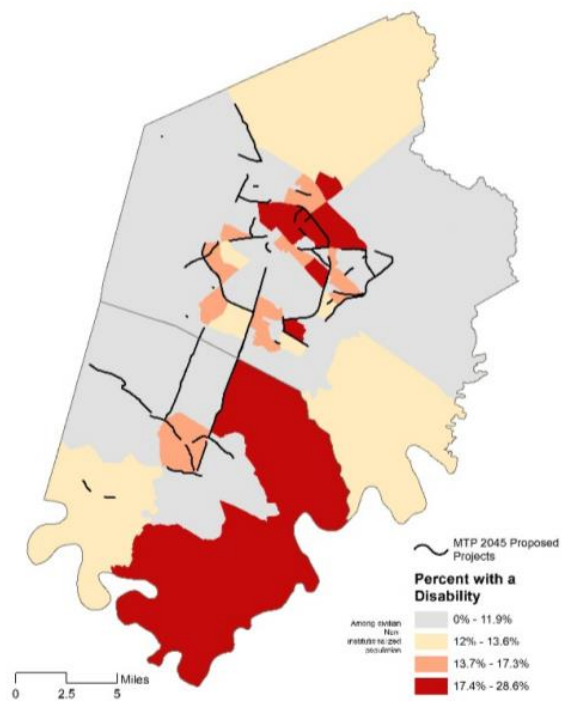 MTP 2045 Proposed
Projects
Percent with a
Disability
Among civilian
Non-
institutionalized
population
0% - 11.9%
12% - 13.6%
13.7% - 17.3%
17.4% - 28.6%
Miles
0 2.5 5